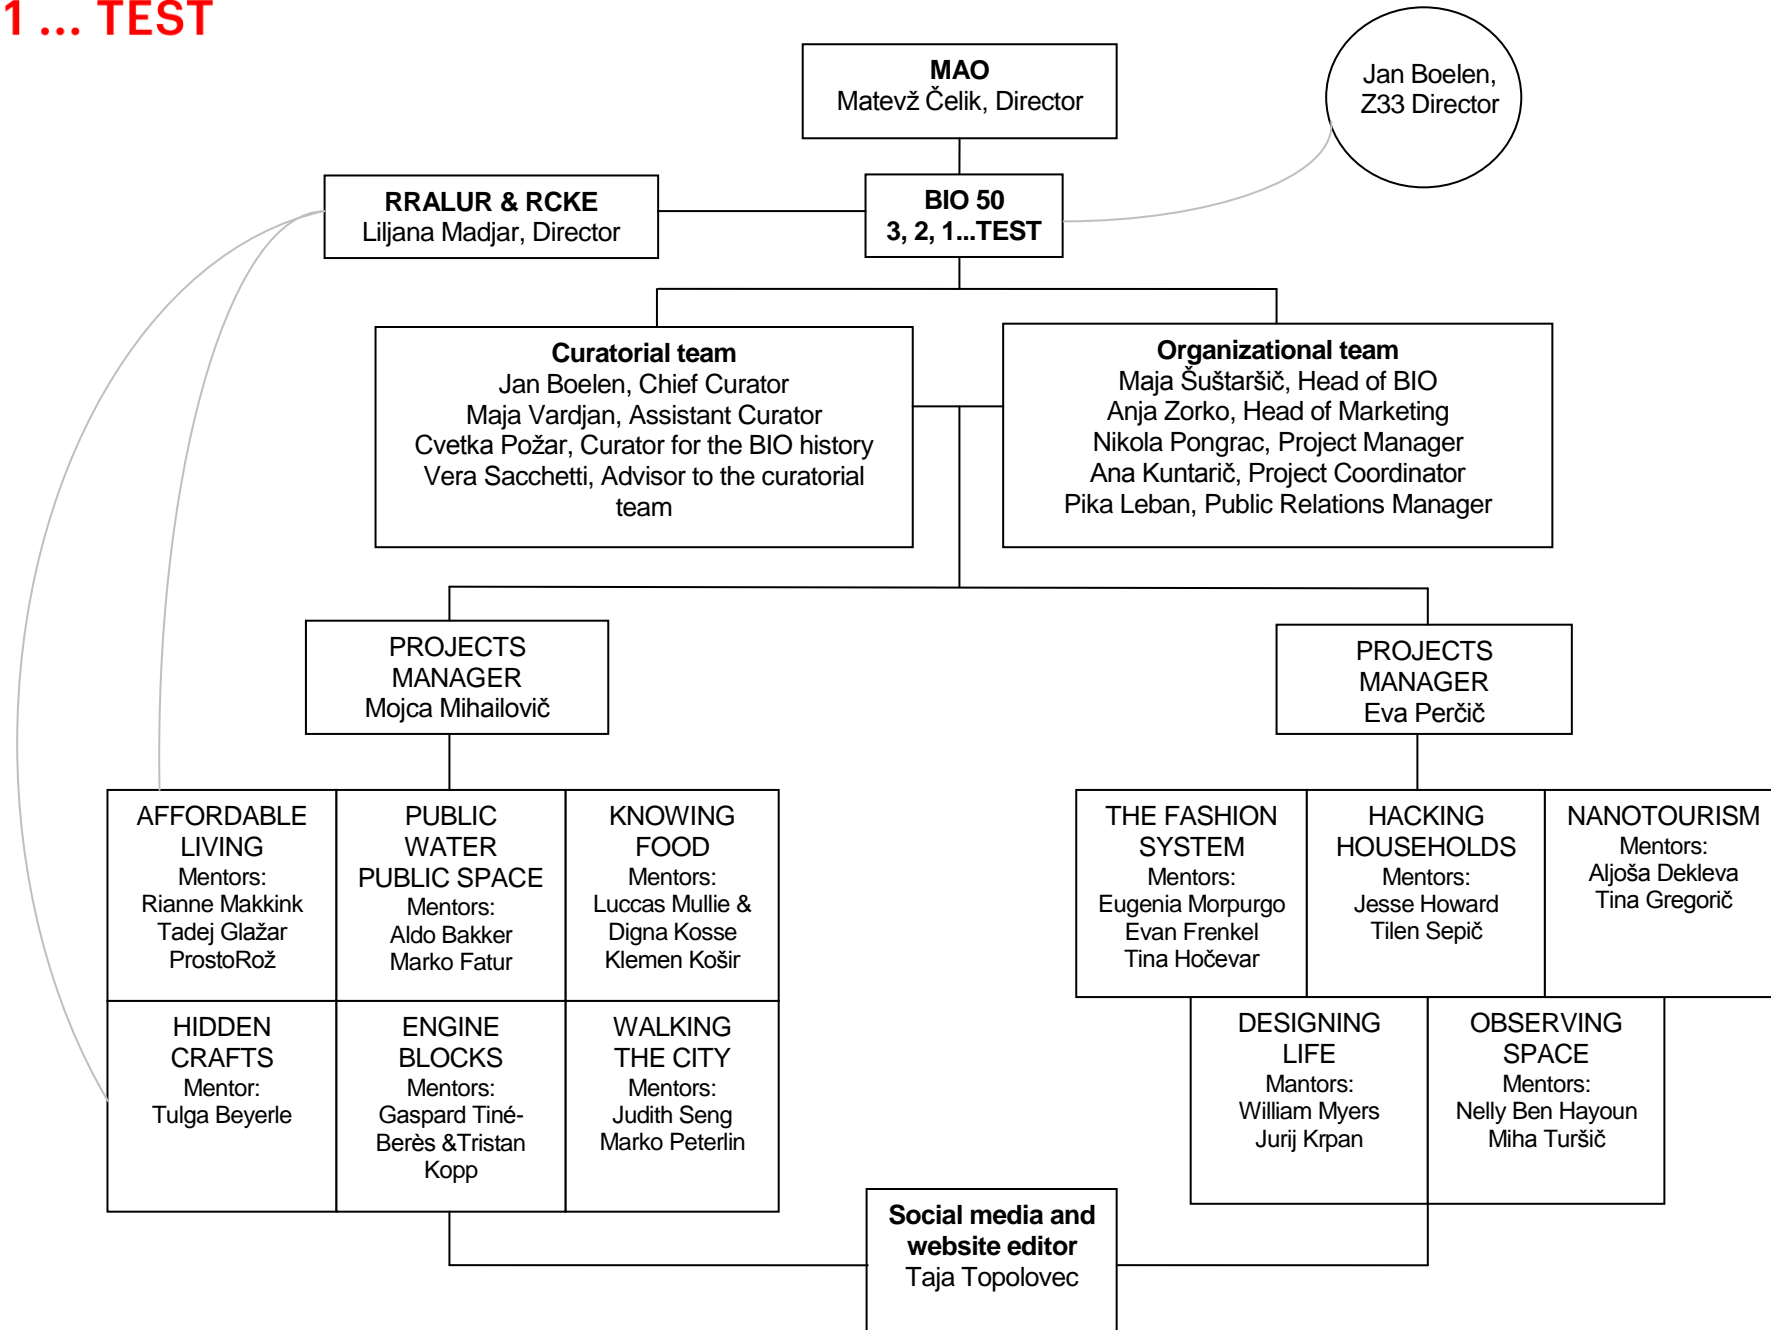 1 ... TEST
MAO
Matevž Čelik, Director
Jan Boelen,
Z33 Director
RRALUR & RCKE
Liljana Madjar, Director
BIO 50
3, 2, 1...TEST
Curatorial team
Jan Boelen, Chief Curator
Maja Vardjan, Assistant Curator
Cvetka Požar, Curator for the BIO history
Vera Sacchetti, Advisor to the curatorial
team
Organizational team
Maja Šuštaršič, Head of BIO
Anja Zorko, Head of Marketing
Nikola Pongrac, Project Manager
Ana Kuntarič, Project Coordinator
Pika Leban, Public Relations Manager
PROJECTS
MANAGER
Mojca Mihailovič
PROJECTS
MANAGER
Eva Perčič
AFFORDABLE
LIVING
Mentors:
Rianne Makkink
Tadej Glažar
ProstoRož
PUBLIC
WATER
PUBLIC SPACE
Mentors:
Aldo Bakker
Marko Fatur
KNOWING
FOOD
Mentors:
Luccas Mullie &
Digna Kosse
Klemen Košir
THE FASHION
SYSTEM
Mentors:
Eugenia Morpurgo
Evan Frenkel
Tina Hočevar
HACKING
HOUSEHOLDS
Mentors:
Jesse Howard
Tilen Sepič
NANOTOURISM
Mentors:
Aljoša Dekleva
Tina Gregorič
HIDDEN
CRAFTS
Mentor:
Tulga Beyerle
ENGINE
BLOCKS
Mentors:
Gaspard Tiné-
Berès &Tristan
Kopp
WALKING
THE CITY
Mentors:
Judith Seng
Marko Peterlin
DESIGNING
LIFE
Mantors:
William Myers
Jurij Krpan
OBSERVING
SPACE
Mentors:
Nelly Ben Hayoun
Miha Turšič
Social media and
website editor
Taja Topolovec